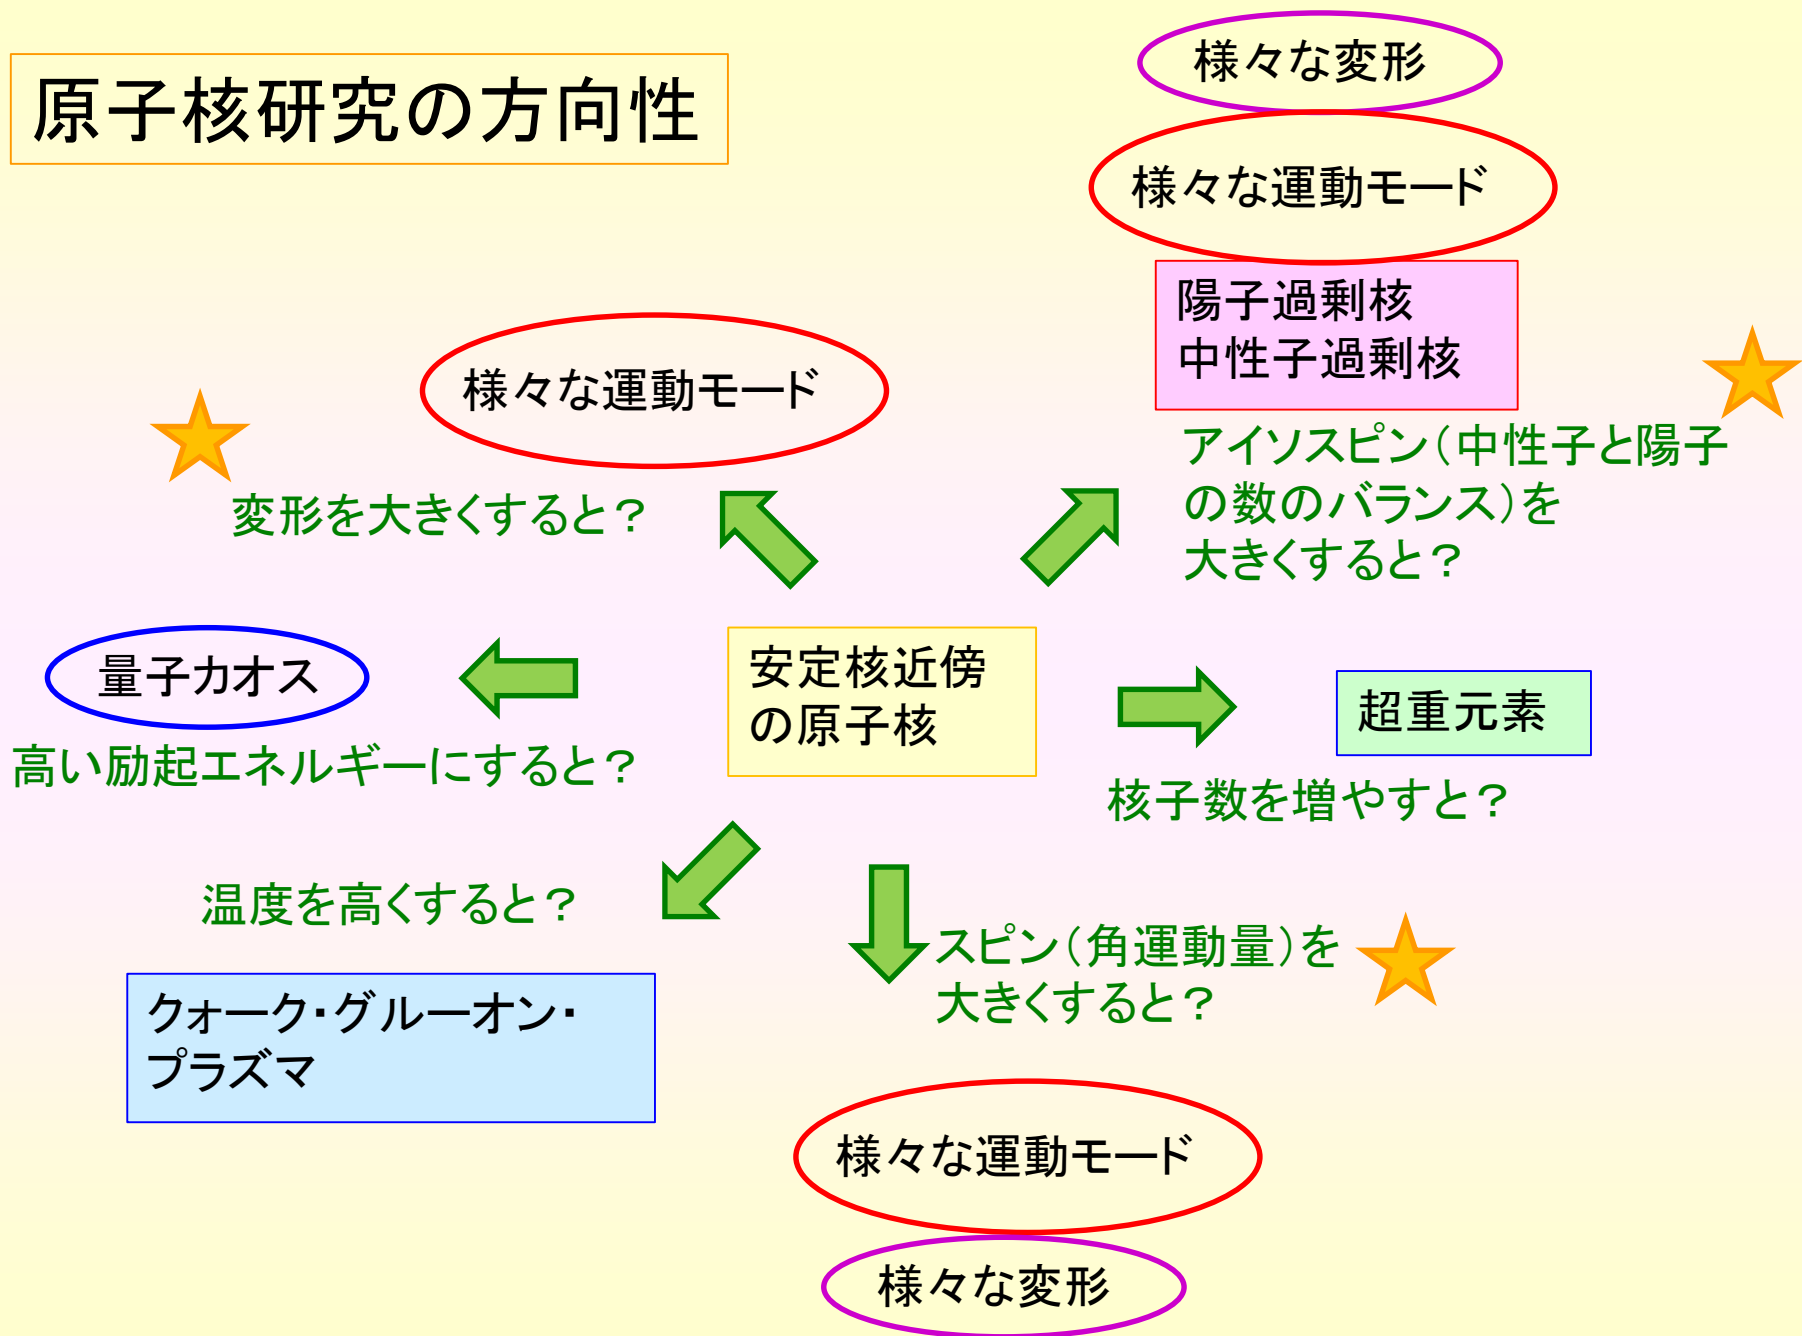 原子核研究の方向性
様々な変形
様々な運動モード
陽子過剰核
中性子過剰核
アイソスピン（中性子と陽子
の数のバランス）を
大きくすると？
様々な運動モード
変形を大きくすると？
量子カオス
高い励起エネルギーにすると？
安定核近傍
の原子核
超重元素
核子数を増やすと？
温度を高くすると？
クォーク・グルーオン・
プラズマ
スピン（角運動量）を
大きくすると？
様々な運動モード
様々な変形